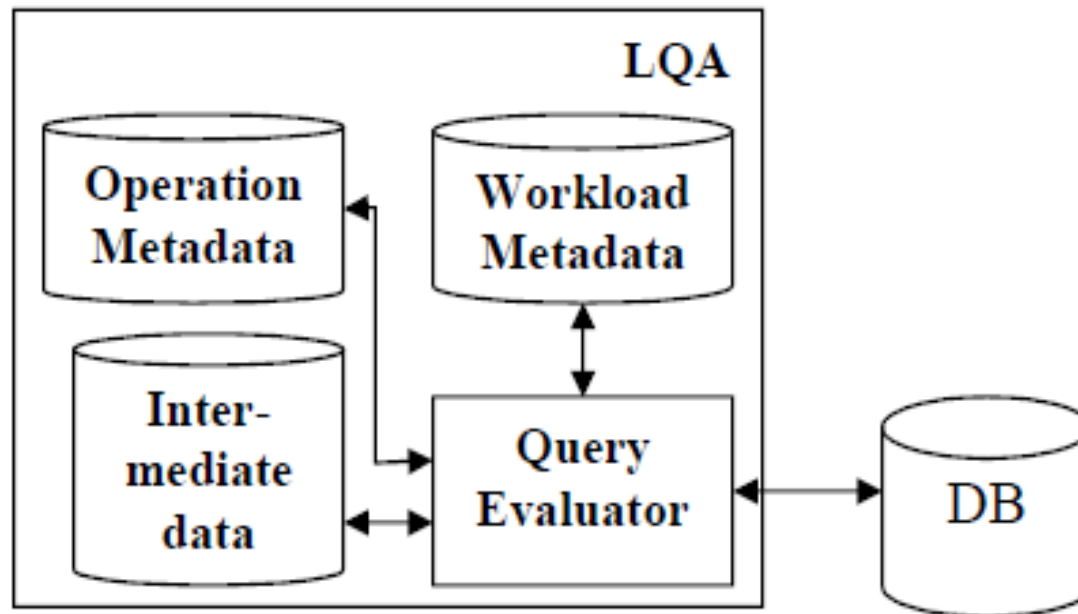 LQA
Operation
Metadata
Workload
Metadata
Inter-
mediate
data
Query
Evaluator
DB